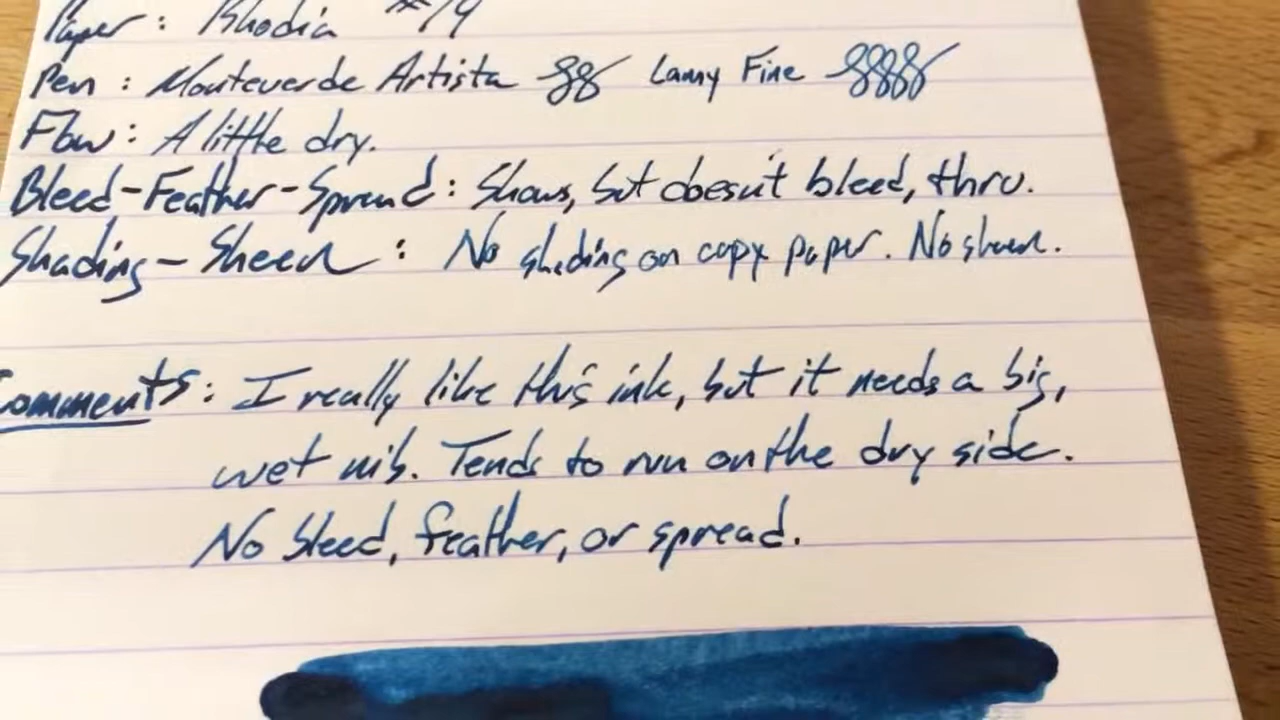 Paper: Rhodia #19
Pen: Monteverde Artista Lamy Fine
Flow: A little dry.
Bleed-Feather-Spread: Shows, but doesn't bleed, thru.
Shading-Sheen: No shading on copy paper. No sheen.
Comments: I really like this ink, but it needs a big,
wet nib. Tends to run on the dry side.
No bleed, feather, or spread.